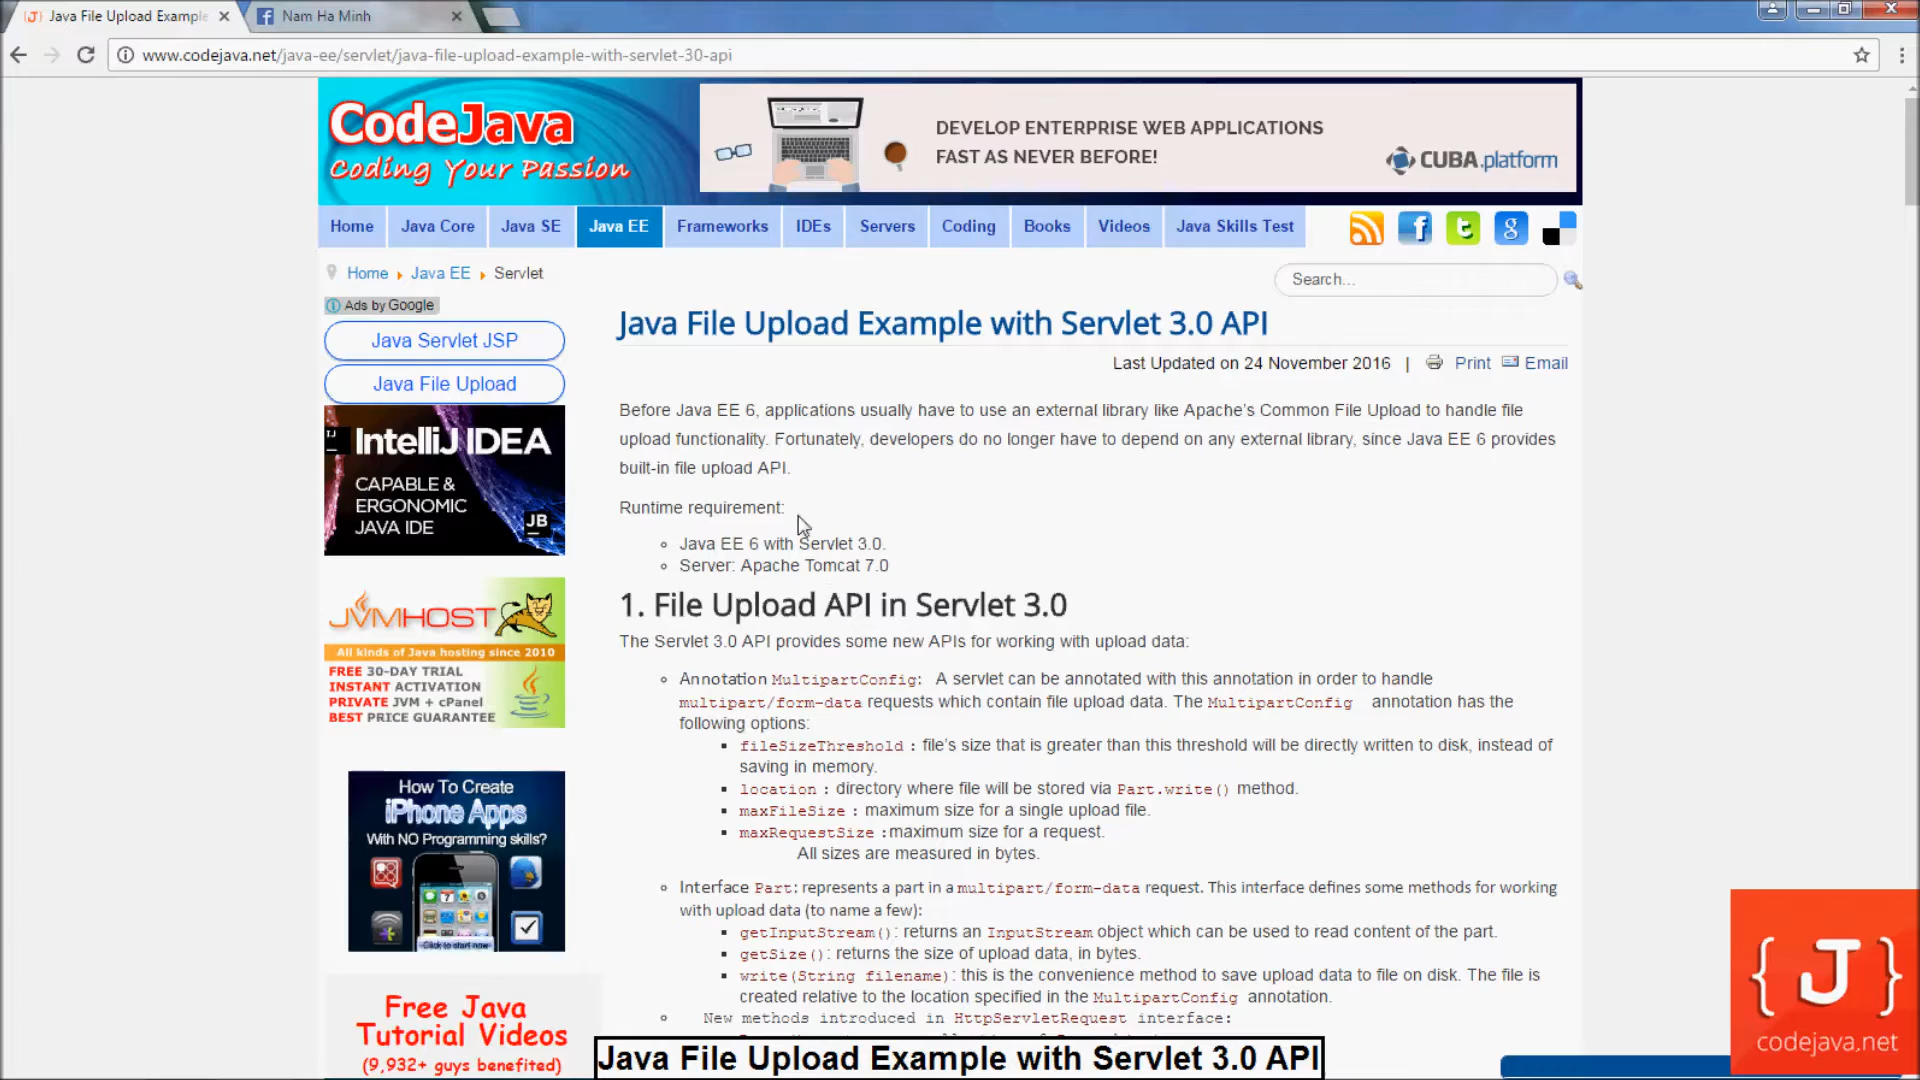 Java File Upload Example
Nam Ha Minh
www.codejava.net/java-ee/servlet/java-file-upload-example-with-servlet-30-api
CodeJava
Coding Your Passion
DEVELOP ENTERPRISE WEB APPLICATIONS
FAST AS NEVER BEFORE!
CUBA.platform
Home Java Core Java SE Java EE Frameworks IDEs Servers Coding Books Videos Java Skills Test
Home Java EE Servlet
Search...
Ads by Google
Java Servlet JSP
Java File Upload
IJ IntelliJ IDEA
CAPABLE &
ERGONOMIC
JAVA IDE
JB
JVMHOST
All kinds of Java hosting since 2010
FREE 30-DAY TRIAL
INSTANT ACTIVATION
PRIVATE JVM + cPanel
BEST PRICE GUARANTEE
How To Create
iPhone Apps
With NO Programming skills?
Click to start now
Free Java
Tutorial Videos
(9,932+ guys benefited)
Java File Upload Example with Servlet 3.0 API
Last Updated on 24 November 2016 | Print Email
Before Java EE 6, applications usually have to use an external library like Apache's Common File Upload to handle file
upload functionality. Fortunately, developers do no longer have to depend on any external library, since Java EE 6 provides
built-in file upload API.
Runtime requirement:
Java EE 6 with Servlet 3.0.
Server: Apache Tomcat 7.0
1. File Upload API in Servlet 3.0
The Servlet 3.0 API provides some new APIs for working with upload data:
Annotation MultipartConfig: A servlet can be annotated with this annotation in order to handle
multipart/form-data requests which contain file upload data. The MultipartConfig annotation has the
following options:
fileSizeThreshold : file's size that is greater than this threshold will be directly written to disk, instead of
saving in memory.
location : directory where file will be stored via Part.write() method.
maxFileSize : maximum size for a single upload file.
maxRequestSize :maximum size for a request.
All sizes are measured in bytes.
Interface Part: represents a part in a multipart/form-data request. This interface defines some methods for working
with upload data (to name a few):
getInputStream(): returns an InputStream object which can be used to read content of the part.
getSize(): returns the size of upload data, in bytes.
write(String filename): this is the convenience method to save upload data to file on disk. The file is
created relative to the location specified in the MultipartConfig annotation.
New methods introduced in HttpServletRequest interface:
Java File Upload Example with Servlet 3.0 API
{ J }
codejava.net